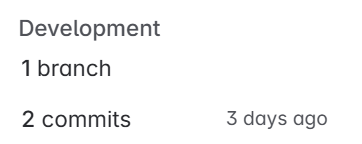 Development
1 branch
2 commits 3 days ago